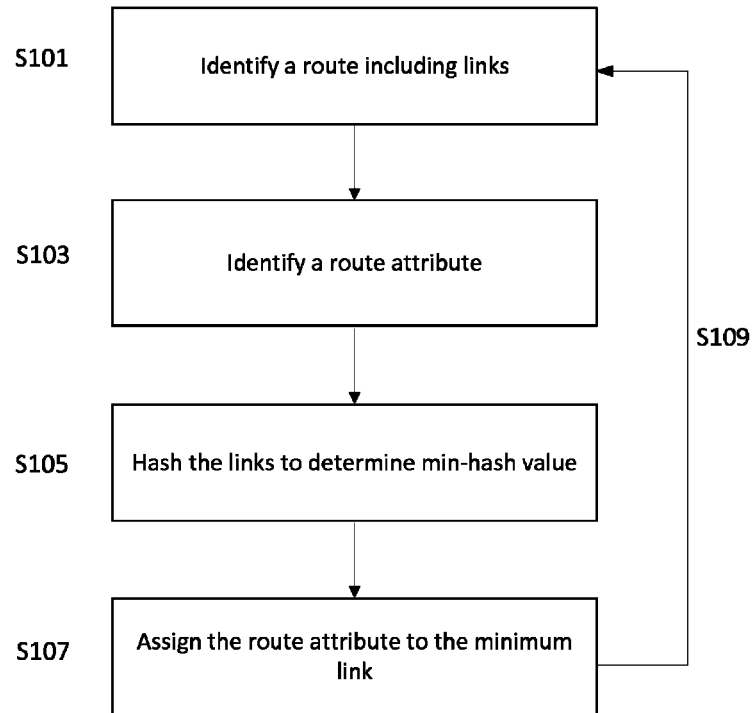 S101
Identify a route including links
S103
Identify a route attribute
S109
S105
Hash the links to determine min-hash value
S107
Assign the route attribute to the minimum
link